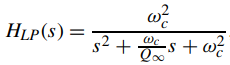 H_{LP}(s) = \frac{\omega_c^2}{s^2 + \frac{\omega_c}{Q_\infty} s + \omega_c^2}